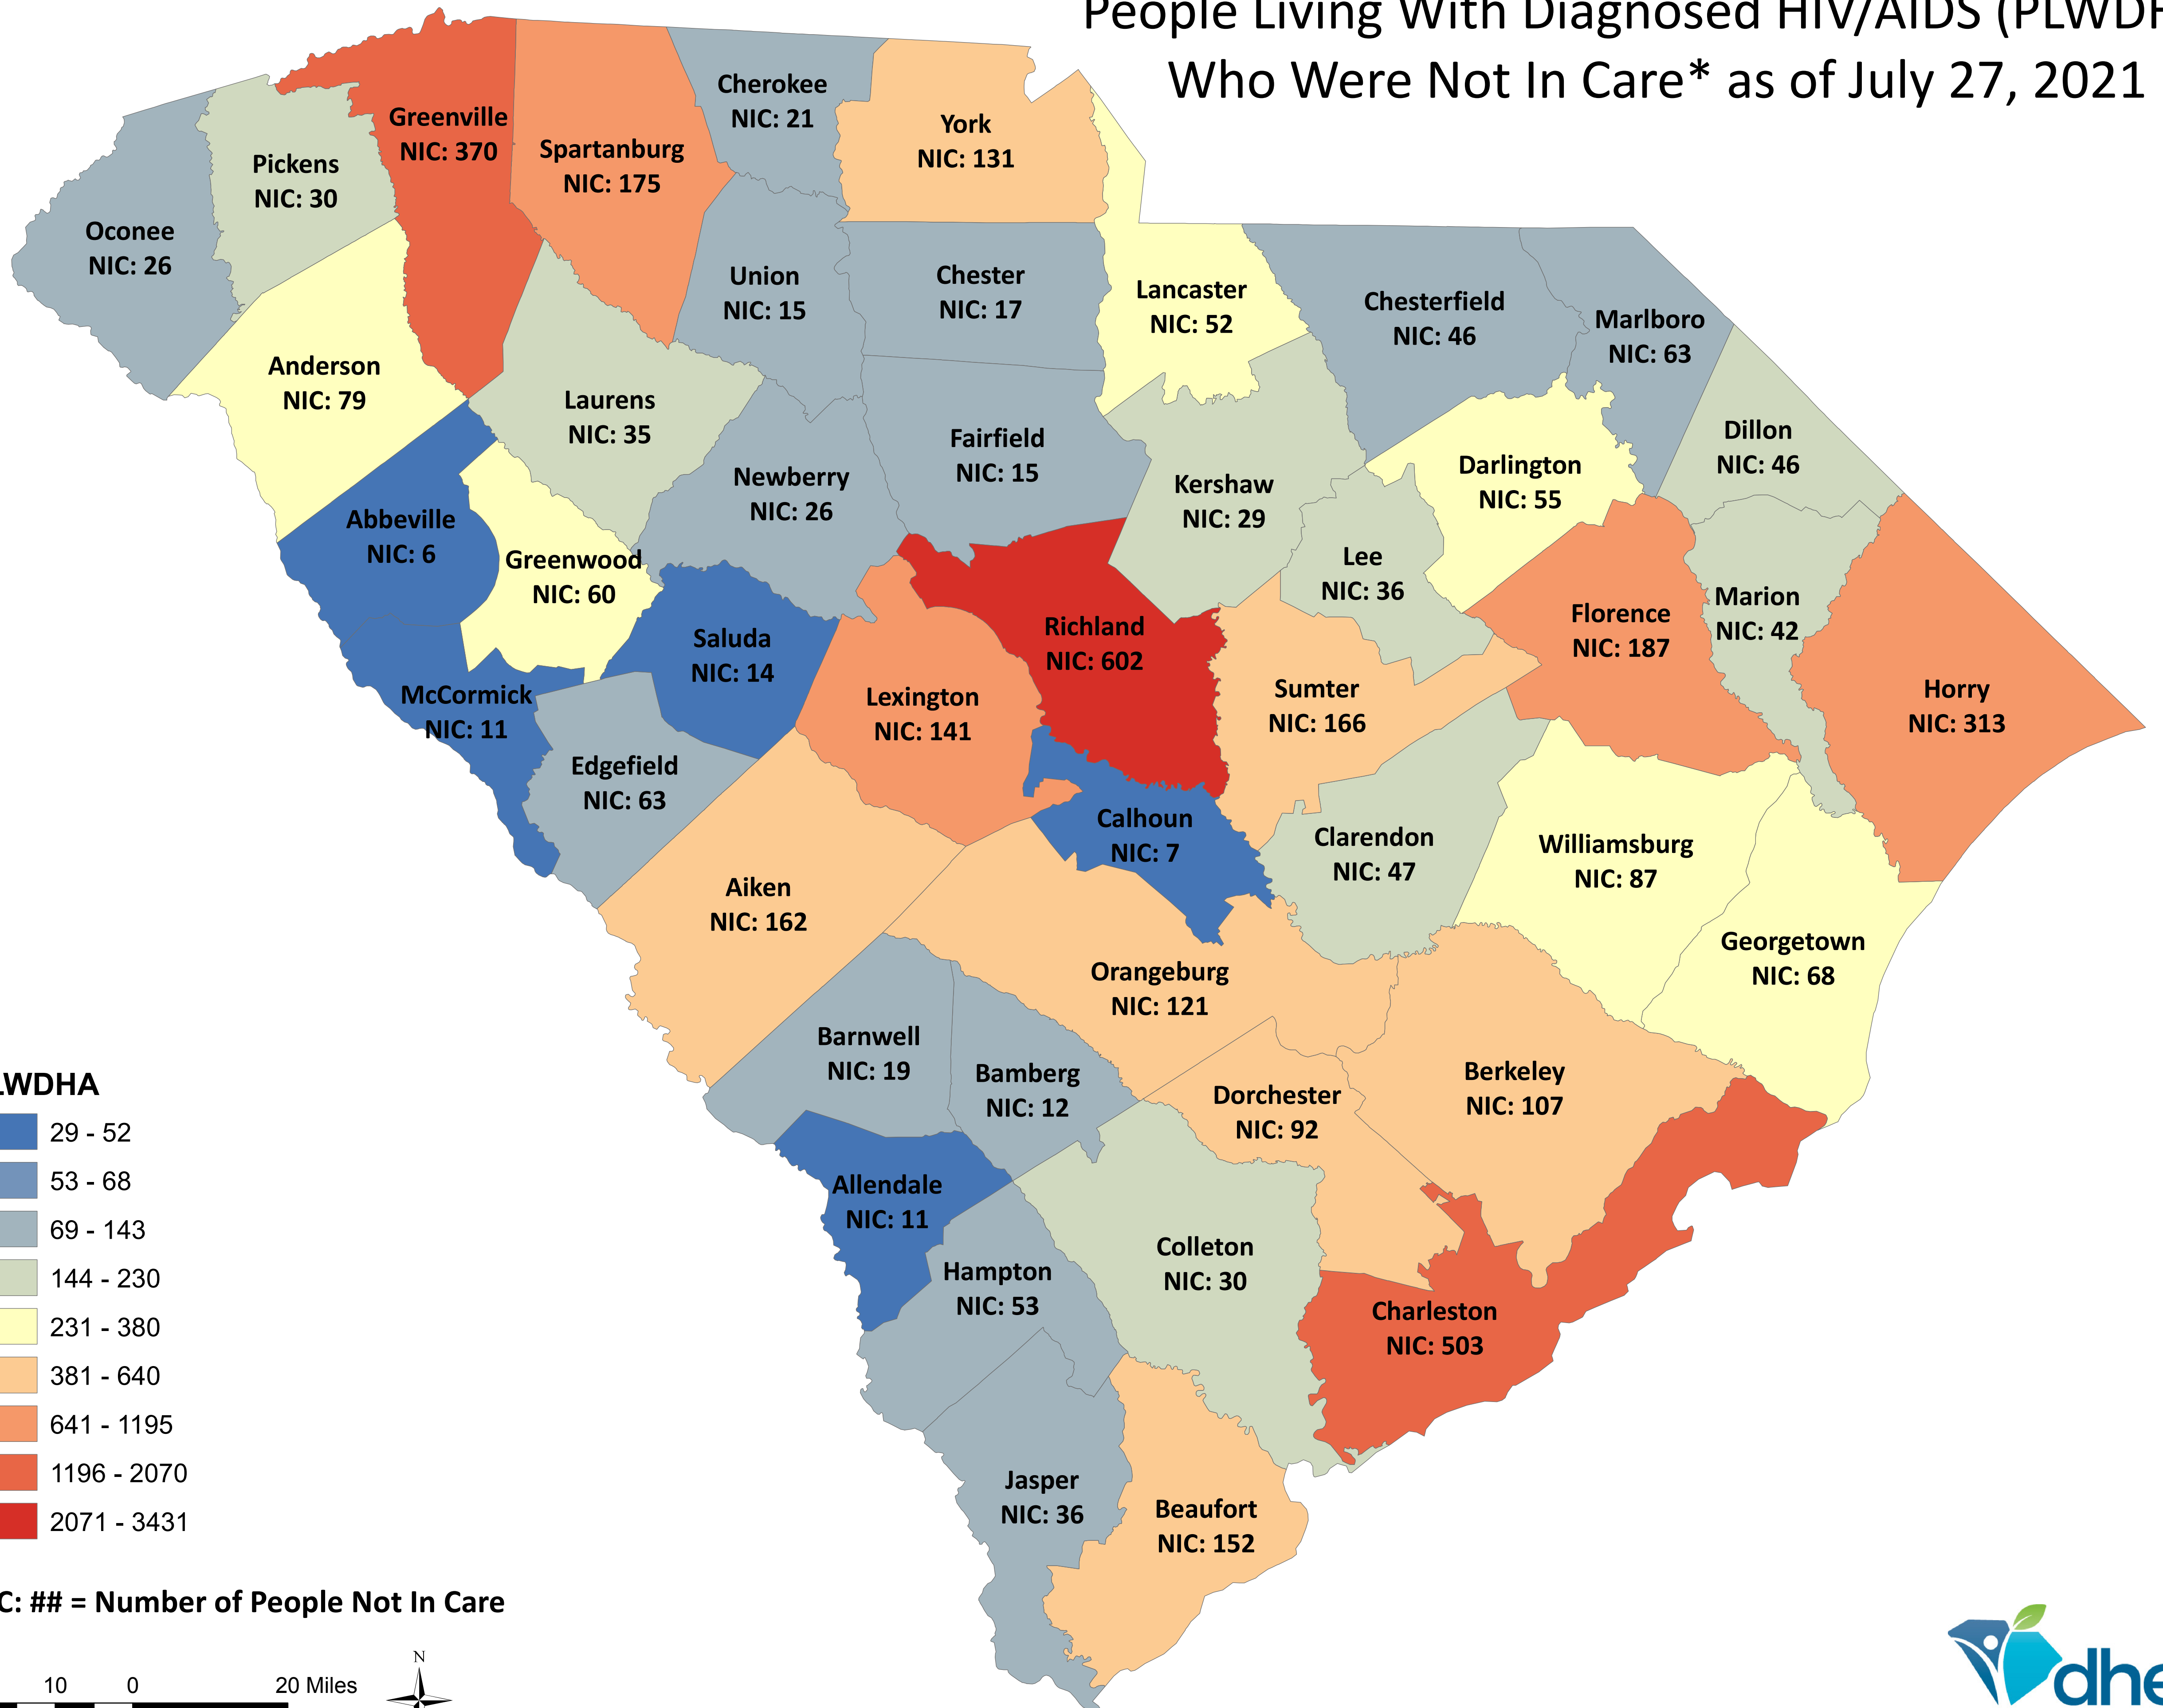 People Living With Diagnosed HIV/AIDS (PLWDH
Who Were Not In Care* as of July 27, 2021
Cherokee
NIC: 21
Greenville
NIC: 370
York
NIC: 131
Spartanburg
NIC: 175
Pickens
NIC: 30
Oconee
NIC: 26
Union
NIC: 15
Chester
NIC: 17
Lancaster
NIC: 52
Chesterfield
NIC: 46
Marlboro
NIC: 63
Anderson
NIC: 79
Laurens
NIC: 35
Dillon
NIC: 46
Fairfield
NIC: 15
Darlington
NIC: 55
Newberry
NIC: 26
Kershaw
NIC: 29
Abbeville
NIC: 6
Greenwood
NIC: 60
Lee
NIC: 36
Marion
NIC: 42
Florence
NIC: 187
Richland
NIC: 602
Saluda
NIC: 14
Sumter
NIC: 166
Horry
NIC: 313
McCormick
NIC: 11
Lexington
NIC: 141
Edgefield
NIC: 63
Calhoun
NIC: 7
Clarendon
NIC: 47
Williamsburg
NIC: 87
Aiken
NIC: 162
Georgetown
NIC: 68
Orangeburg
NIC: 121
Barnwell
NIC: 19
Bamberg
NIC: 12
Berkeley
NIC: 107
Dorchester
NIC: 92
Allendale
NIC: 11
Colleton
NIC: 30
Hampton
NIC: 53
Charleston
NIC: 503
Jasper
NIC: 36
Beaufort
NIC: 152
LWDHA
29 - 52
53 - 68
69 - 143
144 - 230
231 - 380
381 - 640
641 - 1195
1196 - 2070
2071 - 3431
C: ## = Number of People Not In Care
N
10 0 20 Miles
dhe